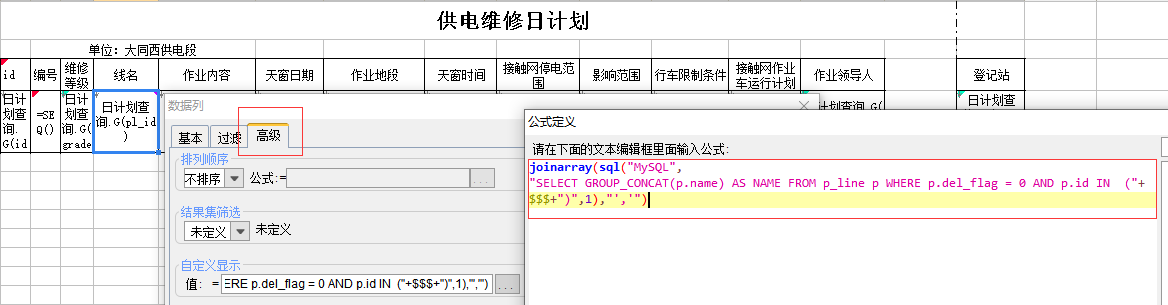 供电维修日计划
单位：大同西供电段
id 编号 维修等级 线名 作业内容 天窗日期 作业地段 天窗时间 接触网停电范围 影响范围 行车限制条件 接触网作业车运行计划 作业领导人 登记站
日计划查询.G(id
=SEQ()
日计划查询.G(grade
日计划查询.G(pl_id)
计划查询.G(
日计划查
数据列
基本 过滤 高级
排列顺序
不排序 公式:= ...
结果集筛选
未定义 未定义
自定义显示
值: = ERE p.del_flag = 0 AND p.id IN ("+$$$+")",1),"','") ...
公式定义
请在下面的文本编辑框里面输入公式:
joinarray(sql("MySQL",
"SELECT GROUP_CONCAT(p.name) AS NAME FROM p_line p WHERE p.del_flag = 0 AND p.id IN ("+
$$$+")",1),"','")